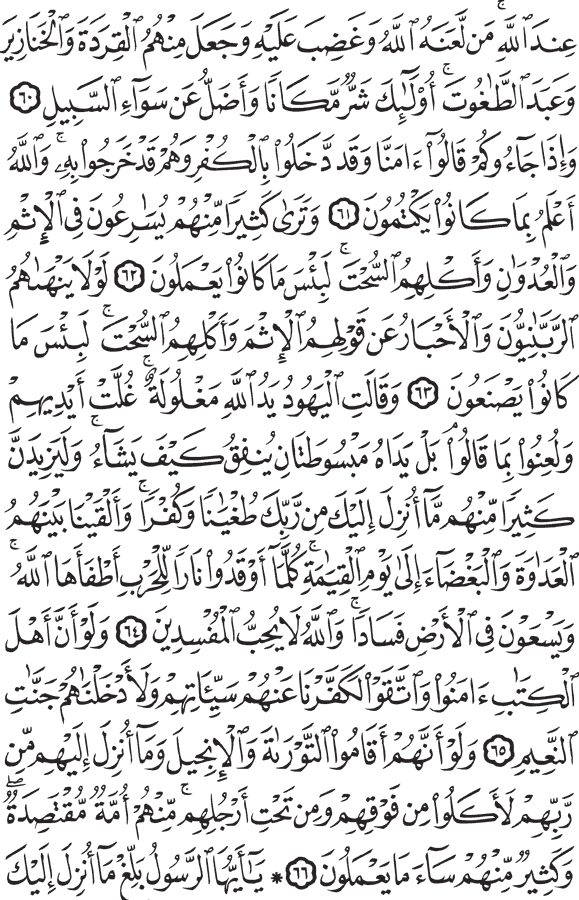 عِندَ ٱللَّهِۚ مَن لَّعَنَهُ ٱللَّهُ وَغَضِبَ عَلَيْهِ وَجَعَلَ مِنْهُمُ ٱلْقِرَدَةَ وَٱلْخَنَازِيرَ
وَعَبَدَ ٱلطَّٰغُوتَۚ أُو۟لَٰٓئِكَ شَرٌّ مَّكَانًا وَأَضَلُّ عَن سَوَآءِ ٱلسَّبِيلِ ٦٠
وَإِذَا جَآءُوكُمْ قَالُوٓا۟ ءَامَنَّا وَقَد دَّخَلُوا۟ بِٱلْكُفْرِ وَهُمْ قَدْ خَرَجُوا۟ بِهِۦۚ وَٱللَّهُ
أَعْلَمُ بِمَا كَانُوا۟ يَكْتُمُونَ ٦١ وَتَرَىٰ كَثِيرًا مِّنْهُمْ يُسَٰرِعُونَ فِى ٱلْإِثْمِ
وَٱلْعُدْوَٰنِ وَأَكْلِهِمُ ٱلسُّحْتَۚ لَبِئْسَ مَا كَانُوا۟ يَعْمَلُونَ ٦٢ لَوْلَا يَنْهَىٰهُمُ
ٱلرَّبَّٰنِيُّونَ وَٱلْأَحْبَارُ عَن قَوْلِهِمُ ٱلْإِثْمَ وَأَكْلِهِمُ ٱلسُّحْتَۚ لَبِئْسَ مَا
كَانُوا۟ يَصْنَعُونَ ٦٣ وَقَالَتِ ٱلْيَهُودُ يَدُ ٱللَّهِ مَغْلُولَةٌۚ غُلَّتْ أَيْدِيهِمْ
وَلُعِنُوا۟ بِمَا قَالُوا۟ۘ بَلْ يَدَاهُ مَبْسُوطَتَانِ يُنفِقُ كَيْفَ يَشَآءُۚ وَلَيَزِيدَنَّ
كَثِيرًا مِّنْهُم مَّآ أُنزِلَ إِلَيْكَ مِن رَّبِّكَ طُغْيَٰنًا وَكُفْرًاۚ وَأَلْقَيْنَا بَيْنَهُمُ
ٱلْعَدَٰوَةَ وَٱلْبَغْضَآءَ إِلَىٰ يَوْمِ ٱلْقِيَٰمَةِۚ كُلَّمَآ أَوْقَدُوا۟ نَارًا لِّلْحَرْبِ أَطْفَأَهَا ٱللَّهُۚ
وَيَسْعَوْنَ فِى ٱلْأَرْضِ فَسَادًاۚ وَٱللَّهُ لَا يُحِبُّ ٱلْمُفْسِدِينَ ٦٤ وَلَوْ أَنَّ أَهْلَ
ٱلْكِتَٰبِ ءَامَنُوا۟ وَٱتَّقَوْا۟ لَكَفَّرْنَا عَنْهُمْ سَيِّـَٔاتِهِمْ وَلَأَدْخَلْنَٰهُمْ جَنَّٰتِ
ٱلنَّعِيمِ ٦٥ وَلَوْ أَنَّهُمْ أَقَامُوا۟ ٱلتَّوْرَىٰةَ وَٱلْإِنجِيلَ وَمَآ أُنزِلَ إِلَيْهِم مِّن
رَّبِّهِمْ لَأَكَلُوا۟ مِن فَوْقِهِمْ وَمِن تَحْتِ أَرْجُلِهِمۚ مِّنْهُمْ أُمَّةٌ مُّقْتَصِدَةٌۖ
وَكَثِيرٌ مِّنْهُمْ سَآءَ مَا يَعْمَلُونَ ٦٦ * يَٰٓأَيُّهَا ٱلرَّسُولُ بَلِّغْ مَآ أُنزِلَ إِلَيْكَ